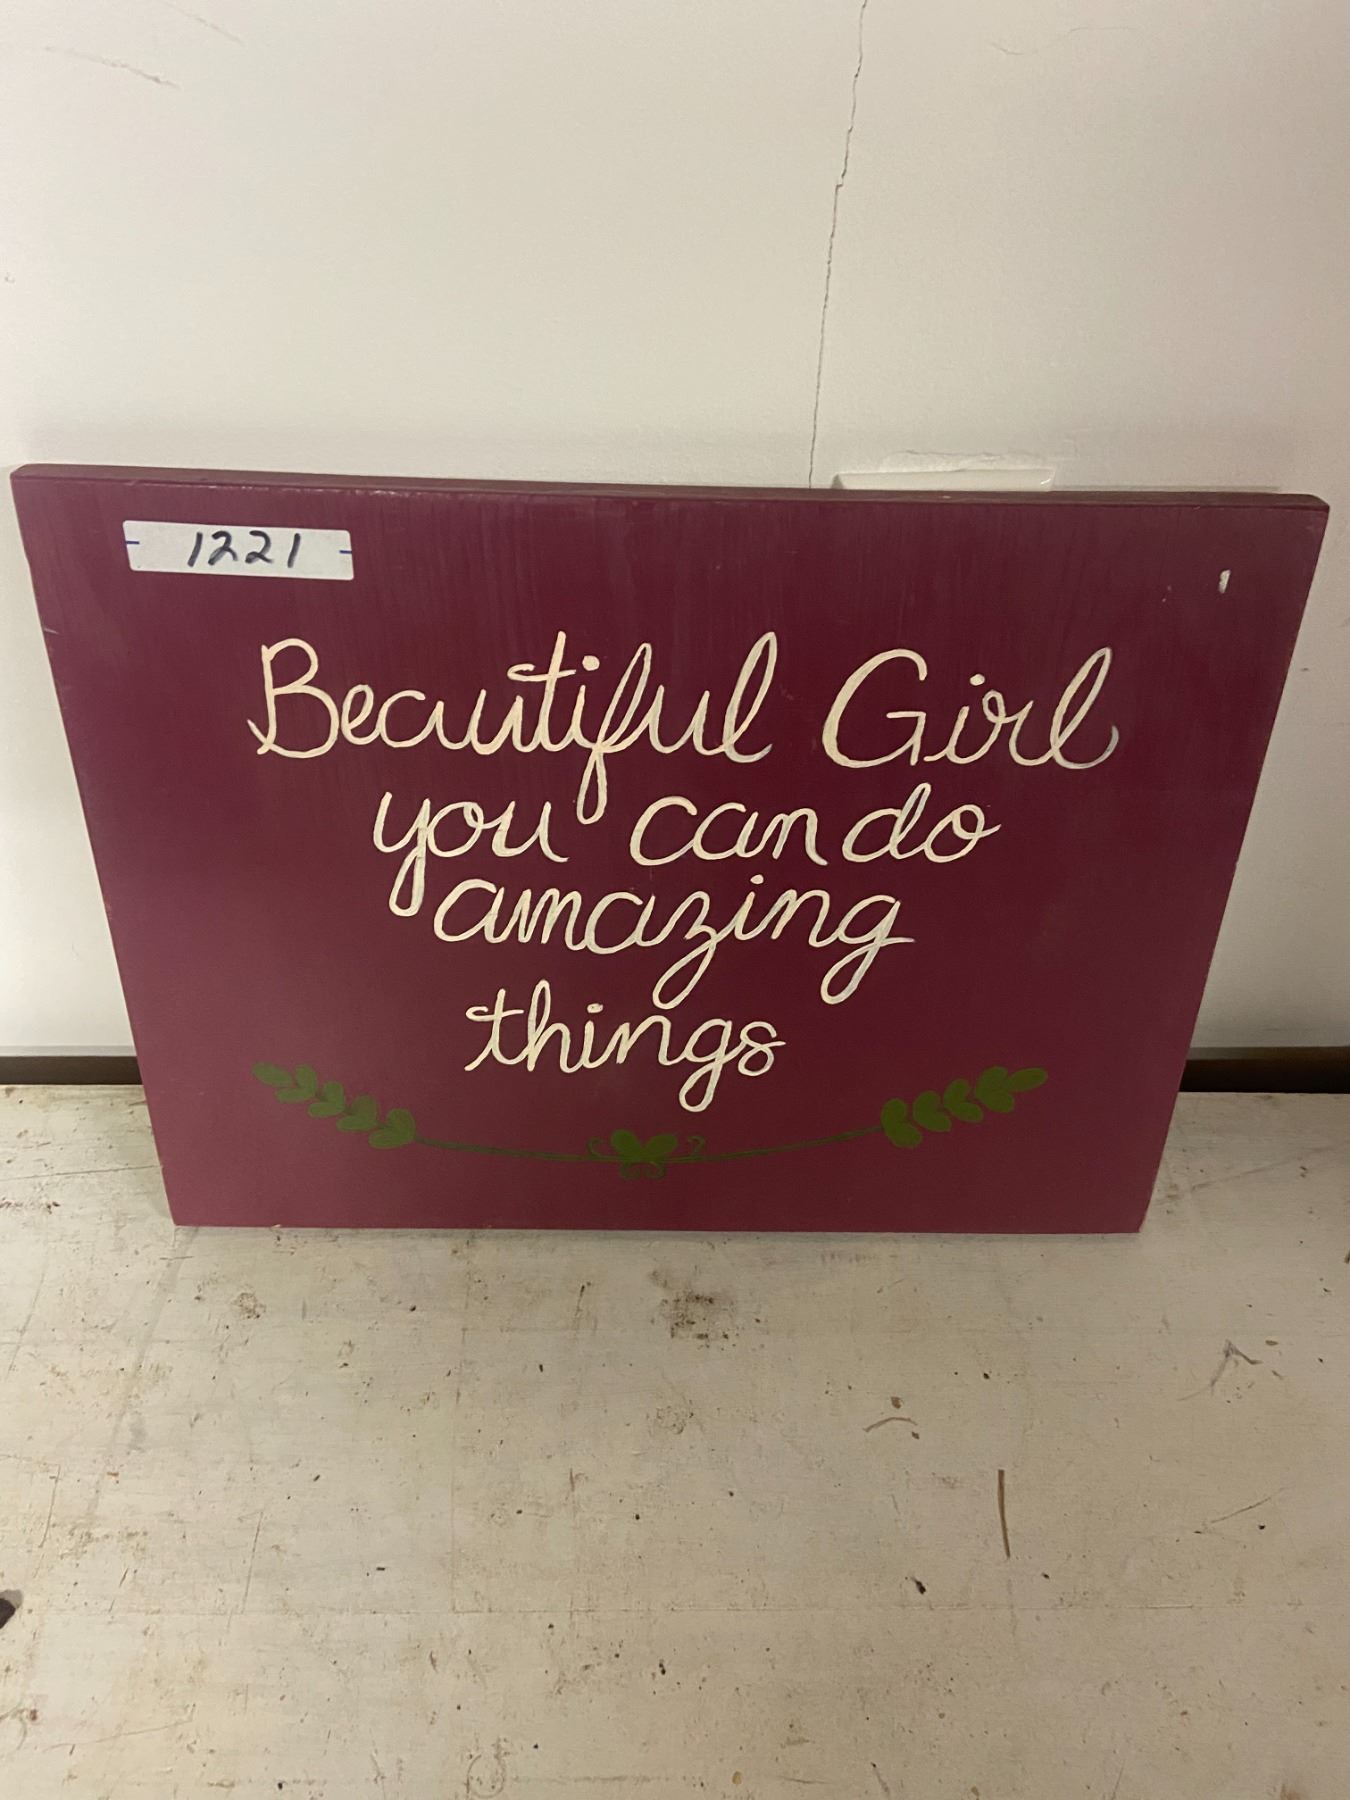 1221
Beautiful Girl
you can do
amazing
things